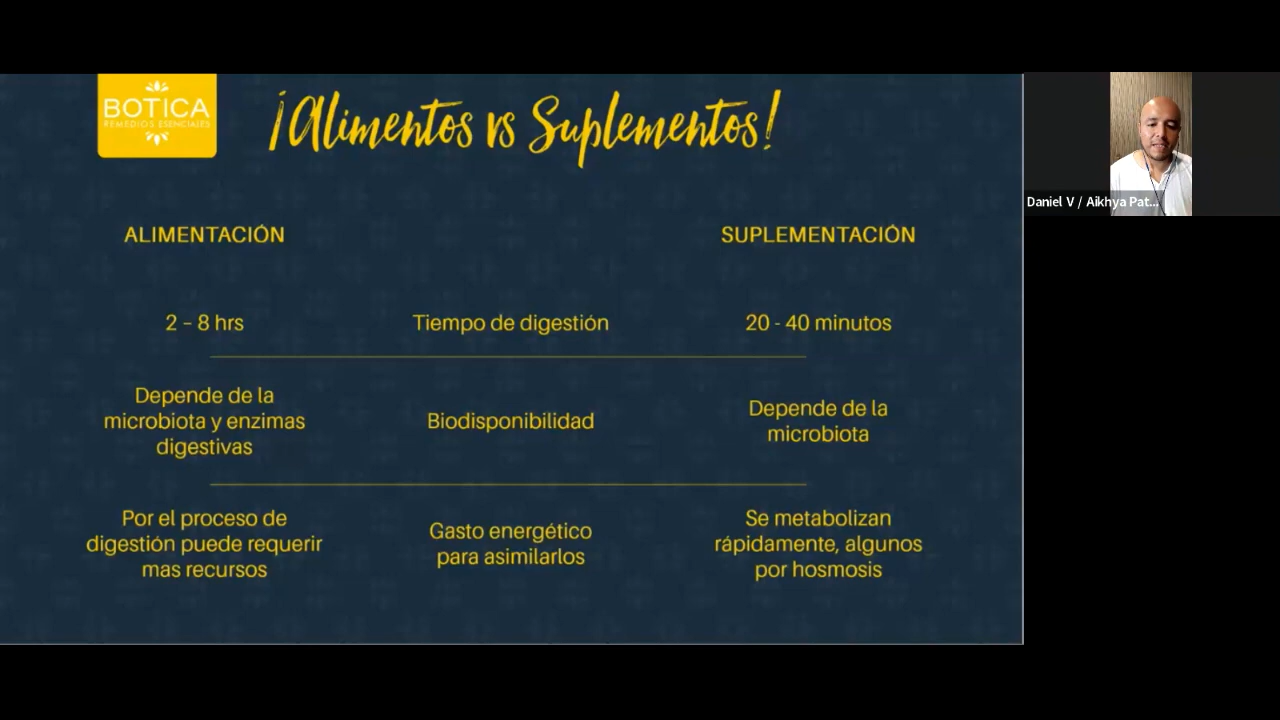 BOTICA
REMEDIOS ESENCIALES
¡Alimentos vs Suplementos!
ALIMENTACIÓN
SUPLEMENTACIÓN
2 – 8 hrs
Tiempo de digestión
20 - 40 minutos
Depende de la
microbiota y enzimas
digestivas
Biodisponibilidad
Depende de la
microbiota
Por el proceso de
digestión puede requerir
mas recursos
Gasto energético
para asimilarlos
Se metabolizan
rápidamente, algunos
por hosmosis
Daniel V / Aikhya Pat...